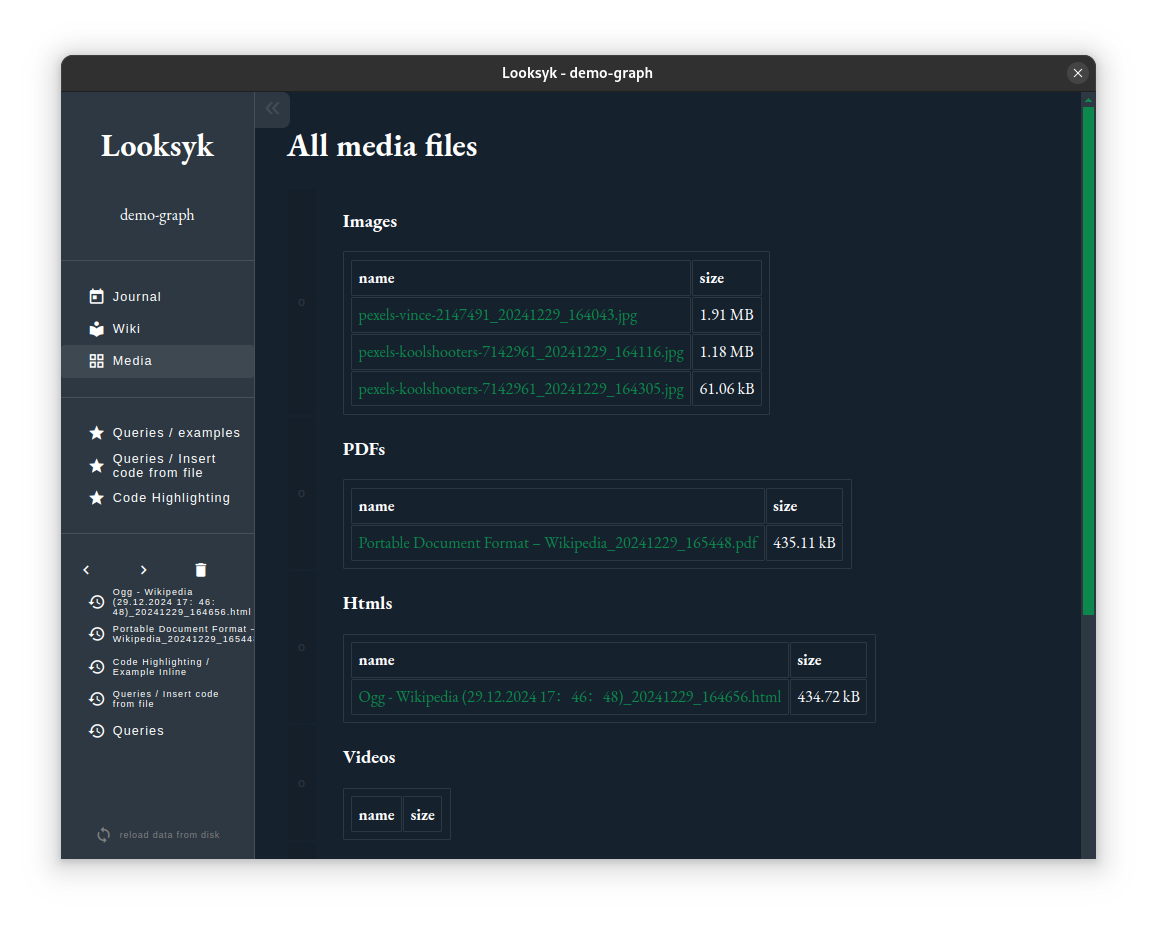 Looksyk - demo-graph
Looksyk
demo-graph
Journal
Wiki
Media
Queries / examples
Queries / Insert
code from file
Code Highlighting
Ogg - Wikipedia
(29.12.2024 17： 46：
48)_20241229_164656.html
Portable Document Format –
Wikipedia_20241229_16544
Code Highlighting /
Example Inline
Queries / Insert code
from file
Queries
reload data from disk
All media files
Images
name size
pexels-vince-2147491_20241229_164043.jpg 1.91 MB
pexels-koolshooters-7142961_20241229_164116.jpg 1.18 MB
pexels-koolshooters-7142961_20241229_164305.jpg 61.06 kB
PDFs
name size
Portable Document Format – Wikipedia_20241229_165448.pdf 435.11 kB
Htmls
name size
Ogg - Wikipedia (29.12.2024 17： 46： 48)_20241229_164656.html 434.72 kB
Videos
name size